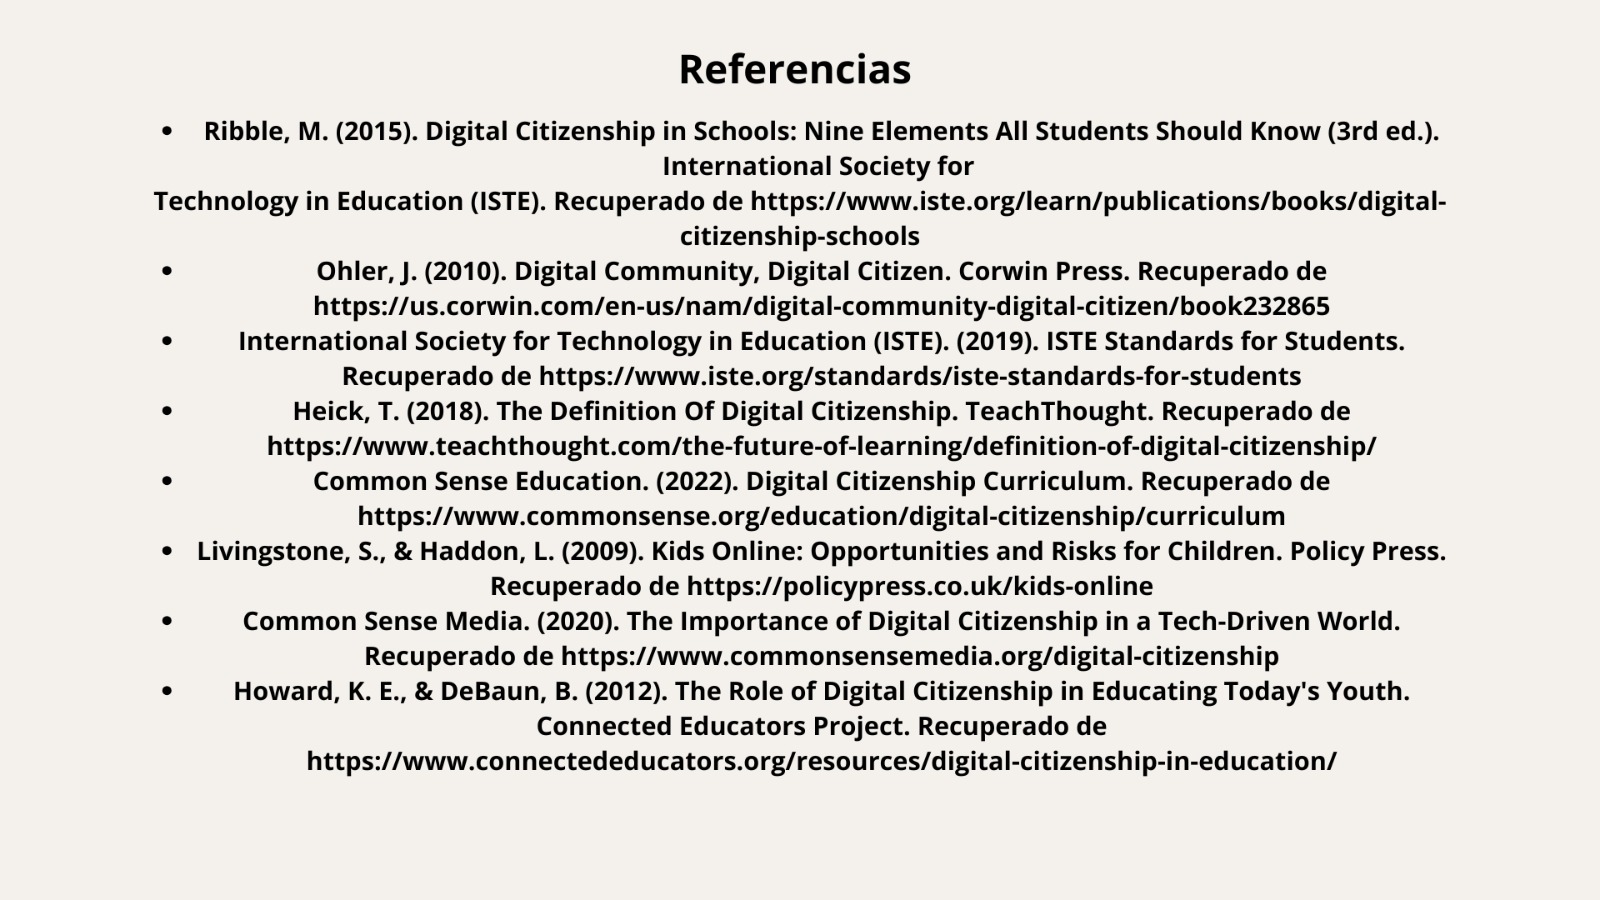 Referencias
• Ribble, M. (2015). Digital Citizenship in Schools: Nine Elements All Students Should Know (3rd ed.).
International Society for
Technology in Education (ISTE). Recuperado de https://www.iste.org/learn/publications/books/digital-
citizenship-schools
• Ohler, J. (2010). Digital Community, Digital Citizen. Corwin Press. Recuperado de
https://us.corwin.com/en-us/nam/digital-community-digital-citizen/book232865
• International Society for Technology in Education (ISTE). (2019). ISTE Standards for Students.
Recuperado de https://www.iste.org/standards/iste-standards-for-students
• Heick, T. (2018). The Definition Of Digital Citizenship. TeachThought. Recuperado de
https://www.teachthought.com/the-future-of-learning/definition-of-digital-citizenship/
• Common Sense Education. (2022). Digital Citizenship Curriculum. Recuperado de
https://www.commonsense.org/education/digital-citizenship/curriculum
• Livingstone, S., & Haddon, L. (2009). Kids Online: Opportunities and Risks for Children. Policy Press.
Recuperado de https://policypress.co.uk/kids-online
• Common Sense Media. (2020). The Importance of Digital Citizenship in a Tech-Driven World.
Recuperado de https://www.commonsensemedia.org/digital-citizenship
• Howard, K. E., & DeBaun, B. (2012). The Role of Digital Citizenship in Educating Today's Youth.
Connected Educators Project. Recuperado de
https://www.connectededucators.org/resources/digital-citizenship-in-education/